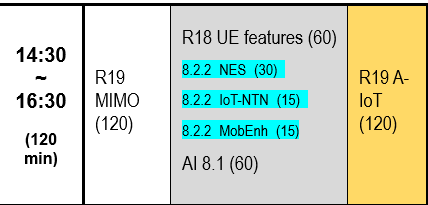 14:30
~
16:30
(120
min)
R19
MIMO
(120)
R18 UE features (60)
8.2.2 NES (30)
8.2.2 IoT-NTN (15)
8.2.2 MobEnh (15)
AI 8.1 (60)
R19 A-
IoT
(120)